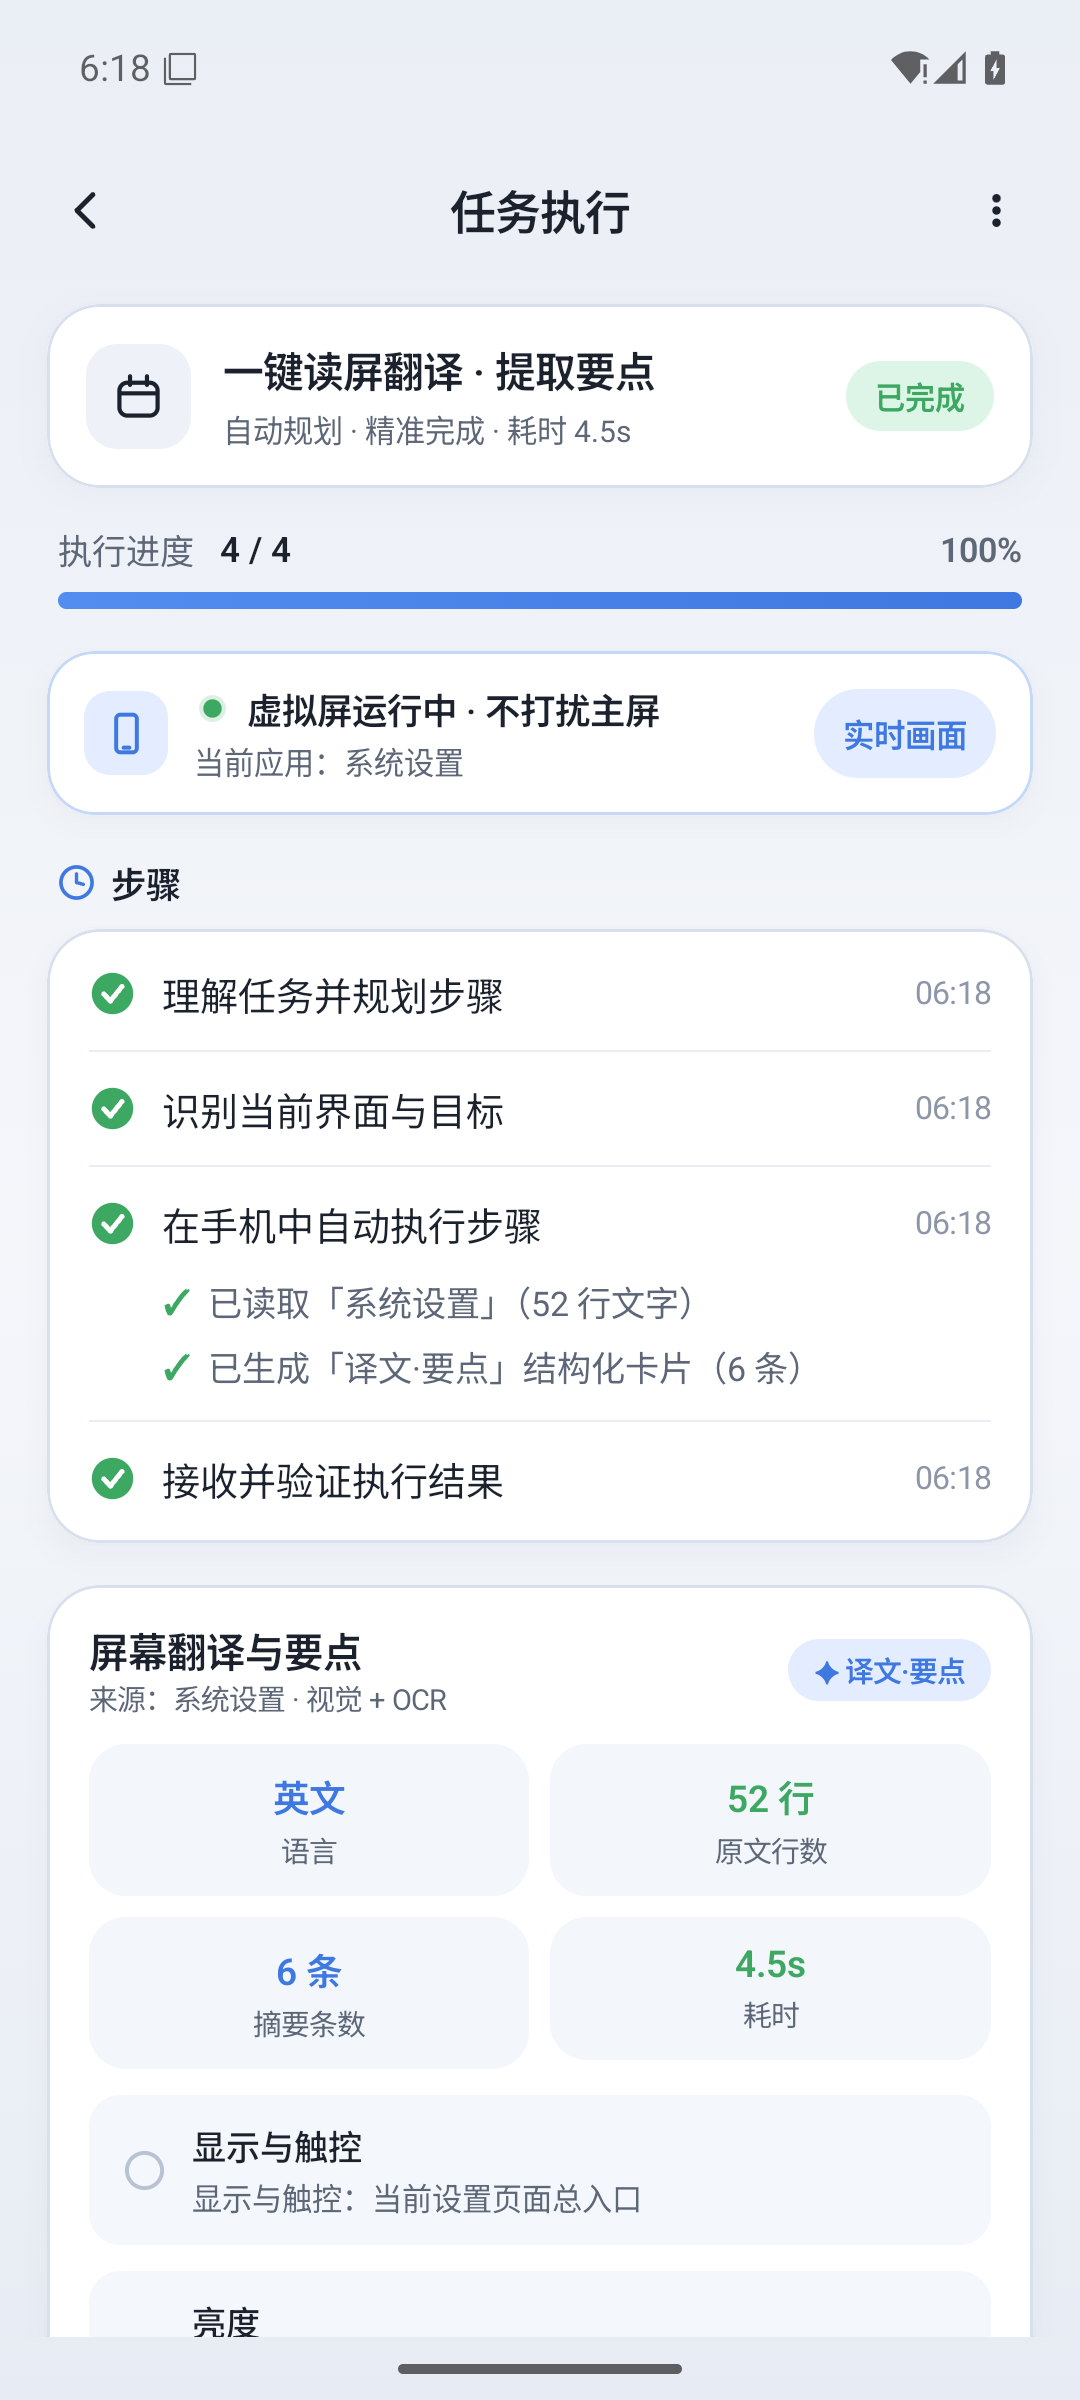 6:18
任务执行
一键读屏翻译 · 提取要点
自动规划 · 精准完成 · 耗时 4.5s
已完成
执行进度 4 / 4
100%
虚拟屏运行中 · 不打扰主屏
当前应用：系统设置
实时画面
步骤
理解任务并规划步骤
06:18
识别当前界面与目标
06:18
在手机中自动执行步骤
06:18
✓ 已读取「系统设置」（52 行文字）
✓ 已生成「译文·要点」结构化卡片（6 条）
接收并验证执行结果
06:18
屏幕翻译与要点
来源：系统设置 · 视觉 + OCR
✦ 译文·要点
英文
语言
52 行
原文行数
6 条
摘要条数
4.5s
耗时
显示与触控
显示与触控：当前设置页面总入口
亮度